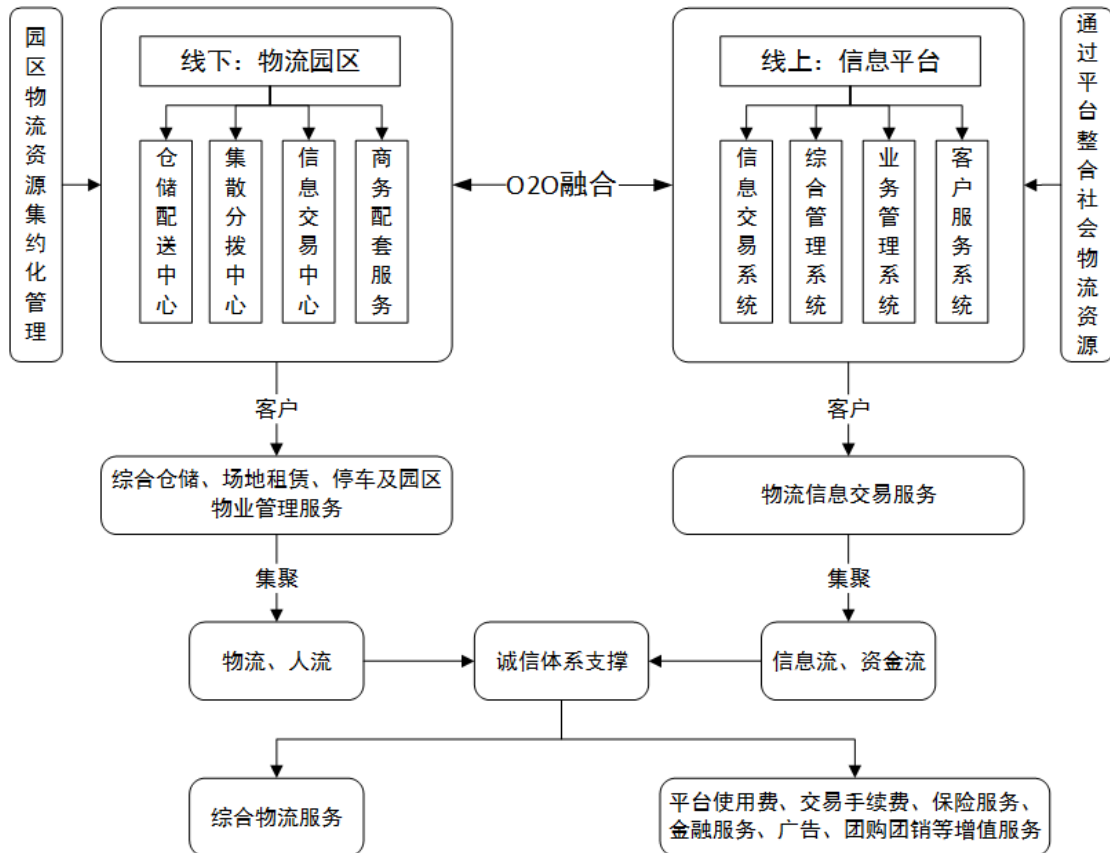 园区物流资源集约化管理
线下：物流园区
仓储配送中心
集散分拨中心
信息交易中心
商务配套服务
O2O融合
线上：信息平台
信息交易系统
综合管理系统
业务管理系统
客户服务系统
通过平台整合社会物流资源
客户
客户
综合仓储、场地租赁、停车及园区
物业管理服务
物流信息交易服务
集聚
集聚
物流、人流
诚信体系支撑
信息流、资金流
综合物流服务
平台使用费、交易手续费、保险服务、
金融服务、广告、团购团销等增值服务